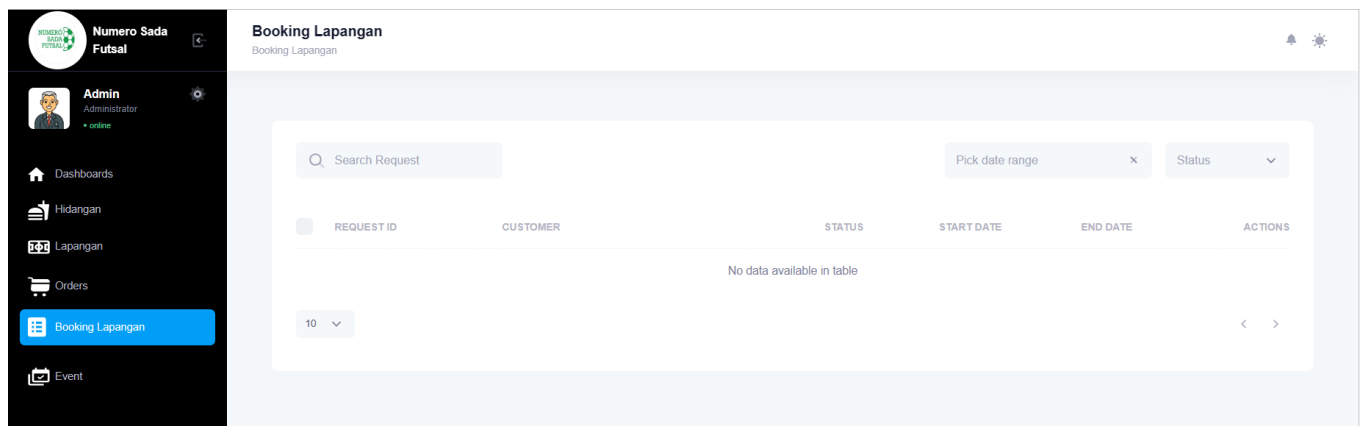 NUMERO
SADA
FUTSAL
Numero Sada
Futsal
Admin
Administrator
• online
Dashboards
Hidangan
Lapangan
Orders
Booking Lapangan
Event
Booking Lapangan
Booking Lapangan
Search Request
Pick date range
Status
REQUEST ID CUSTOMER STATUS START DATE END DATE ACTIONS
No data available in table
10